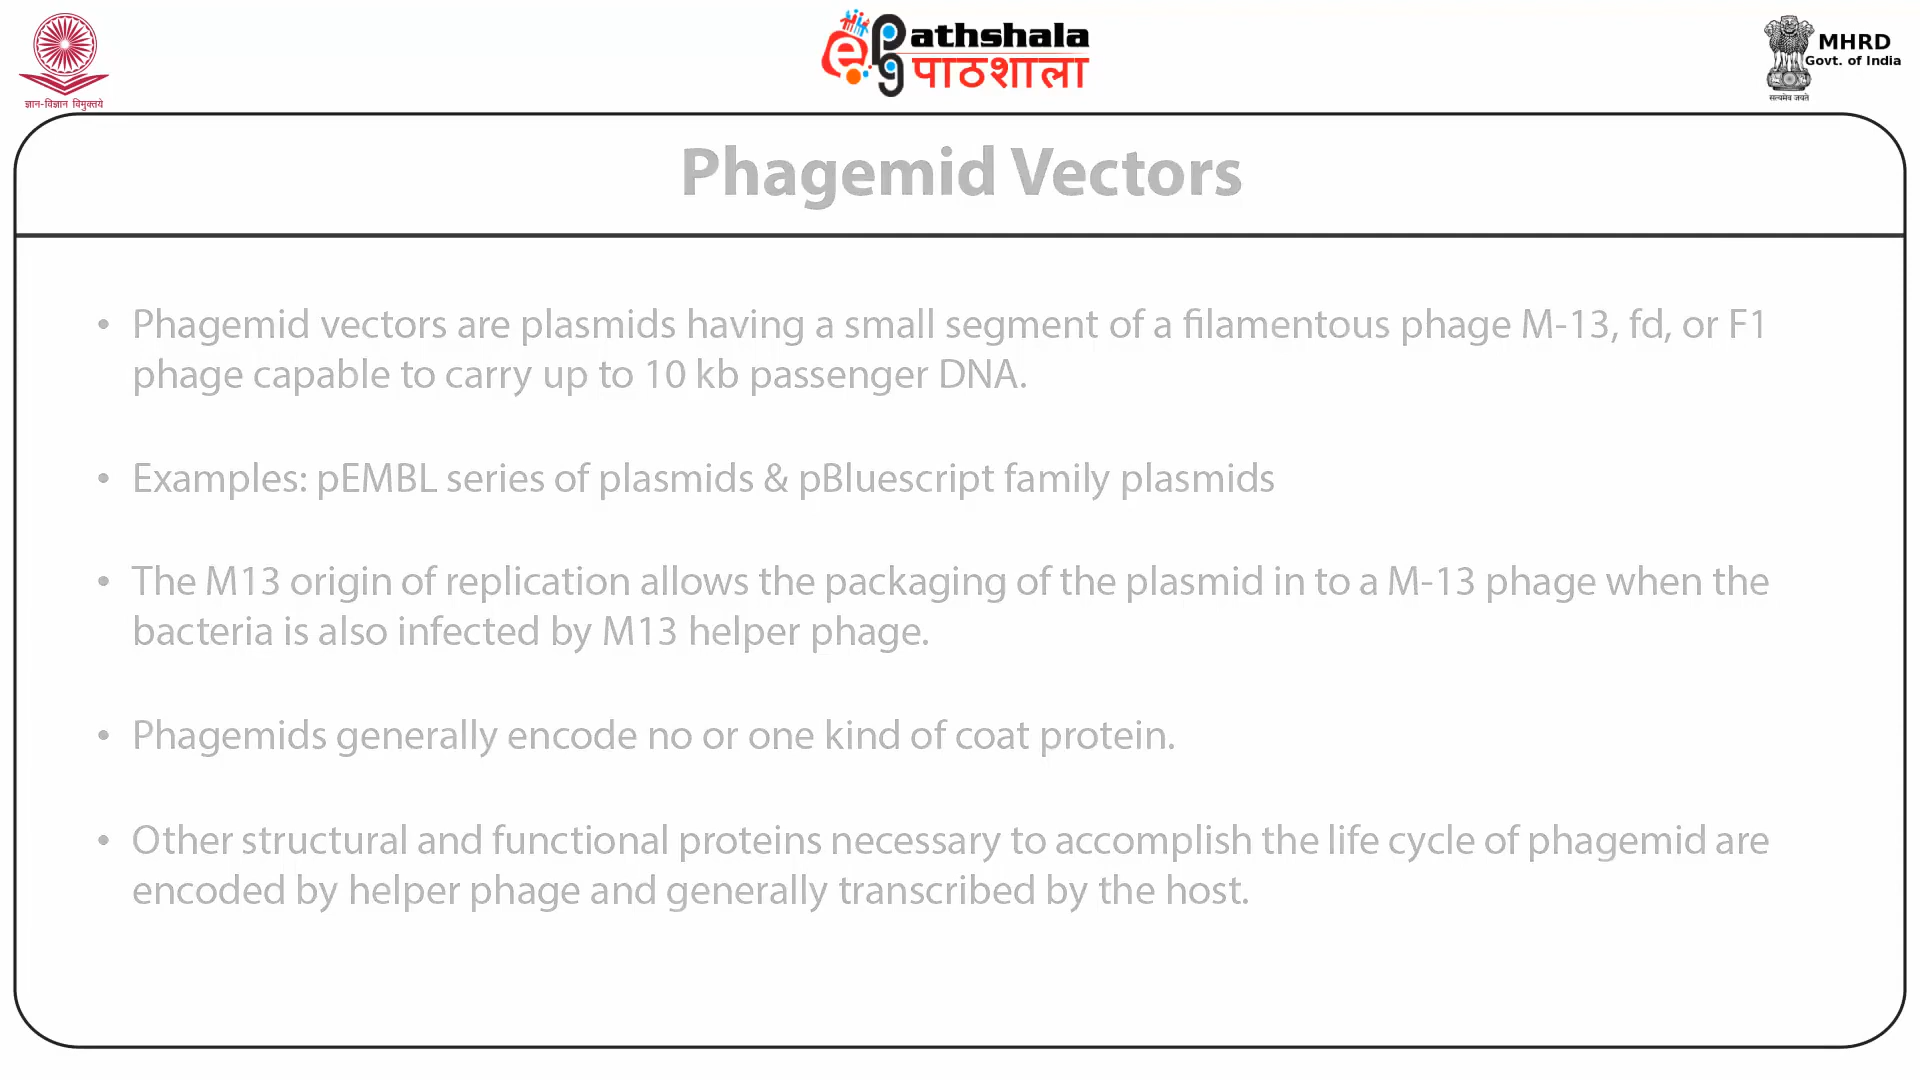 ज्ञान-विज्ञान विमुक्तये
ePathshala
पाठशाला
MHRD
Govt. of India
सत्यमेव जयते
Phagemid Vectors
• Phagemid vectors are plasmids having a small segment of a filamentous phage M-13, fd, or F1
phage capable to carry up to 10 kb passenger DNA.
• Examples: pEMBL series of plasmids & pBluescript family plasmids
• The M13 origin of replication allows the packaging of the plasmid in to a M-13 phage when the
bacteria is also infected by M13 helper phage.
• Phagemids generally encode no or one kind of coat protein.
• Other structural and functional proteins necessary to accomplish the life cycle of phagemid are
encoded by helper phage and generally transcribed by the host.